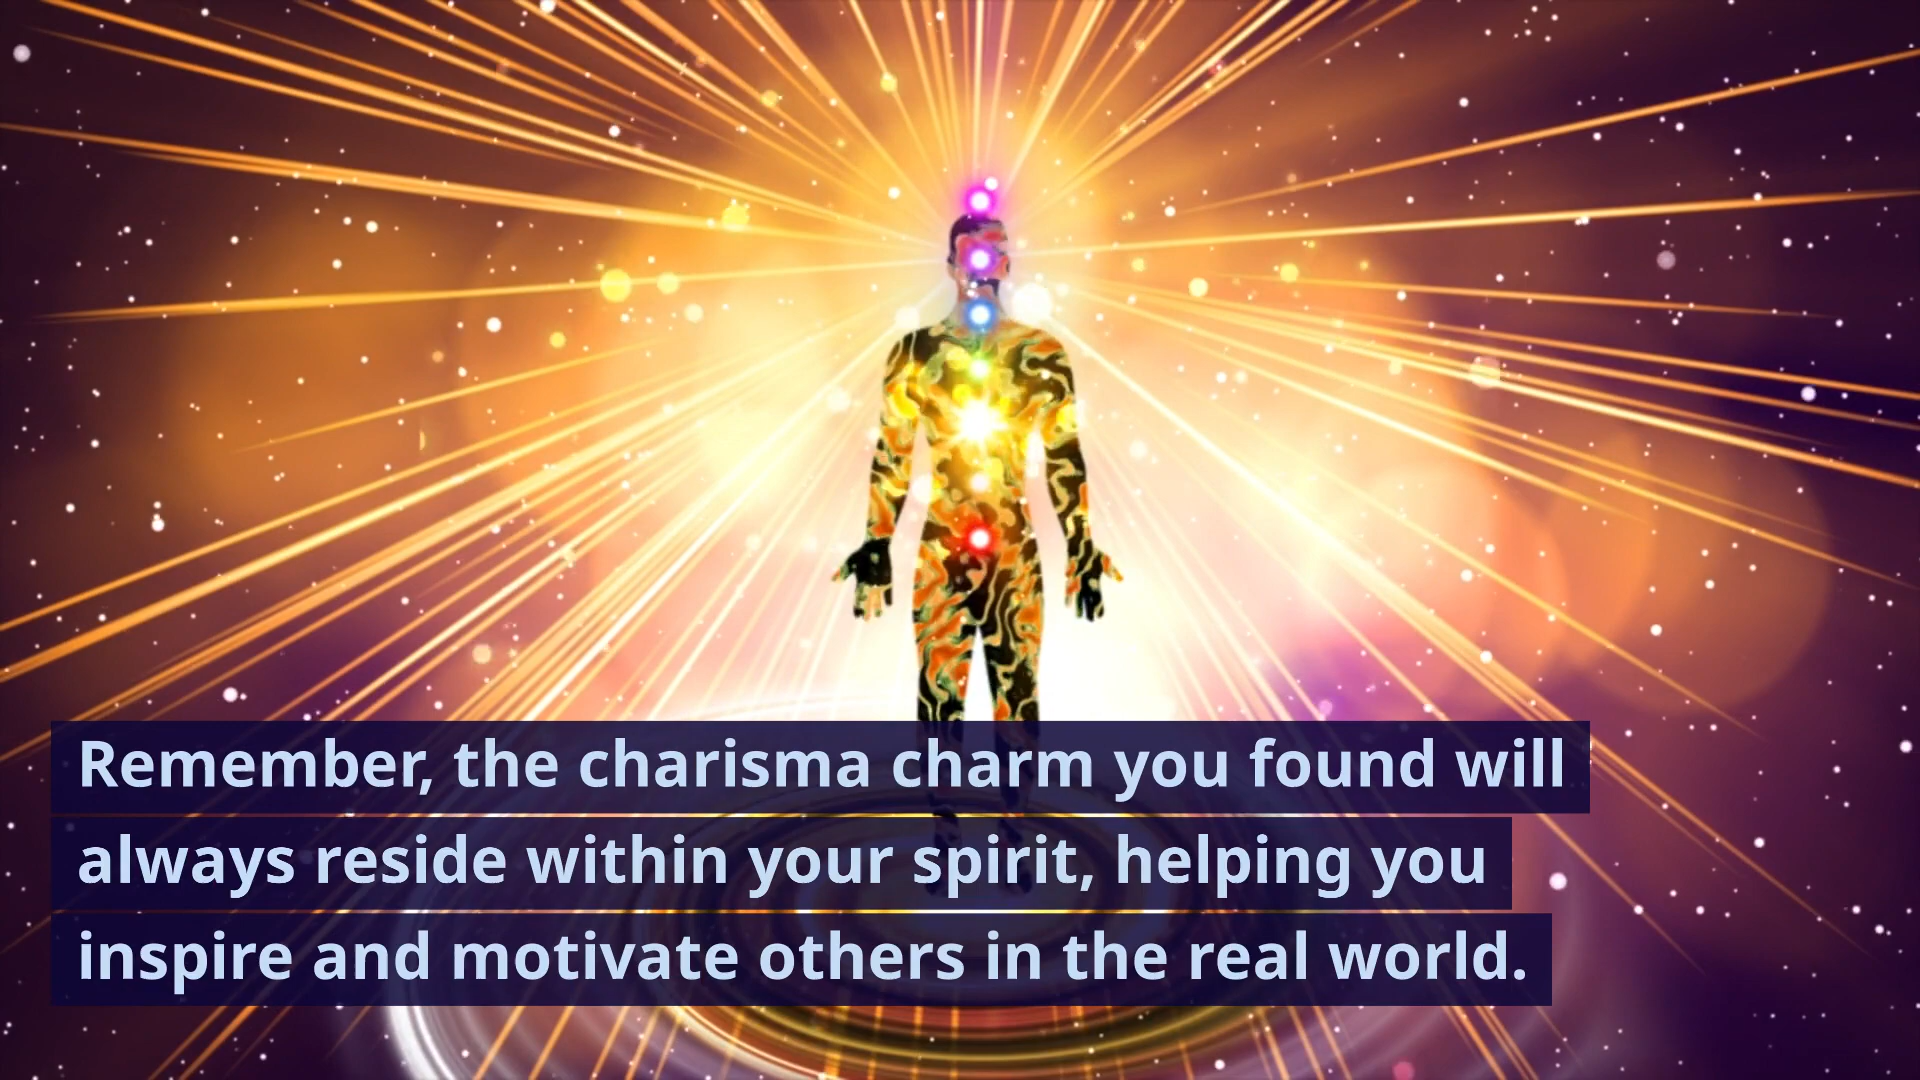 Remember, the charisma charm you found will
always reside within your spirit, helping you
inspire and motivate others in the real world.